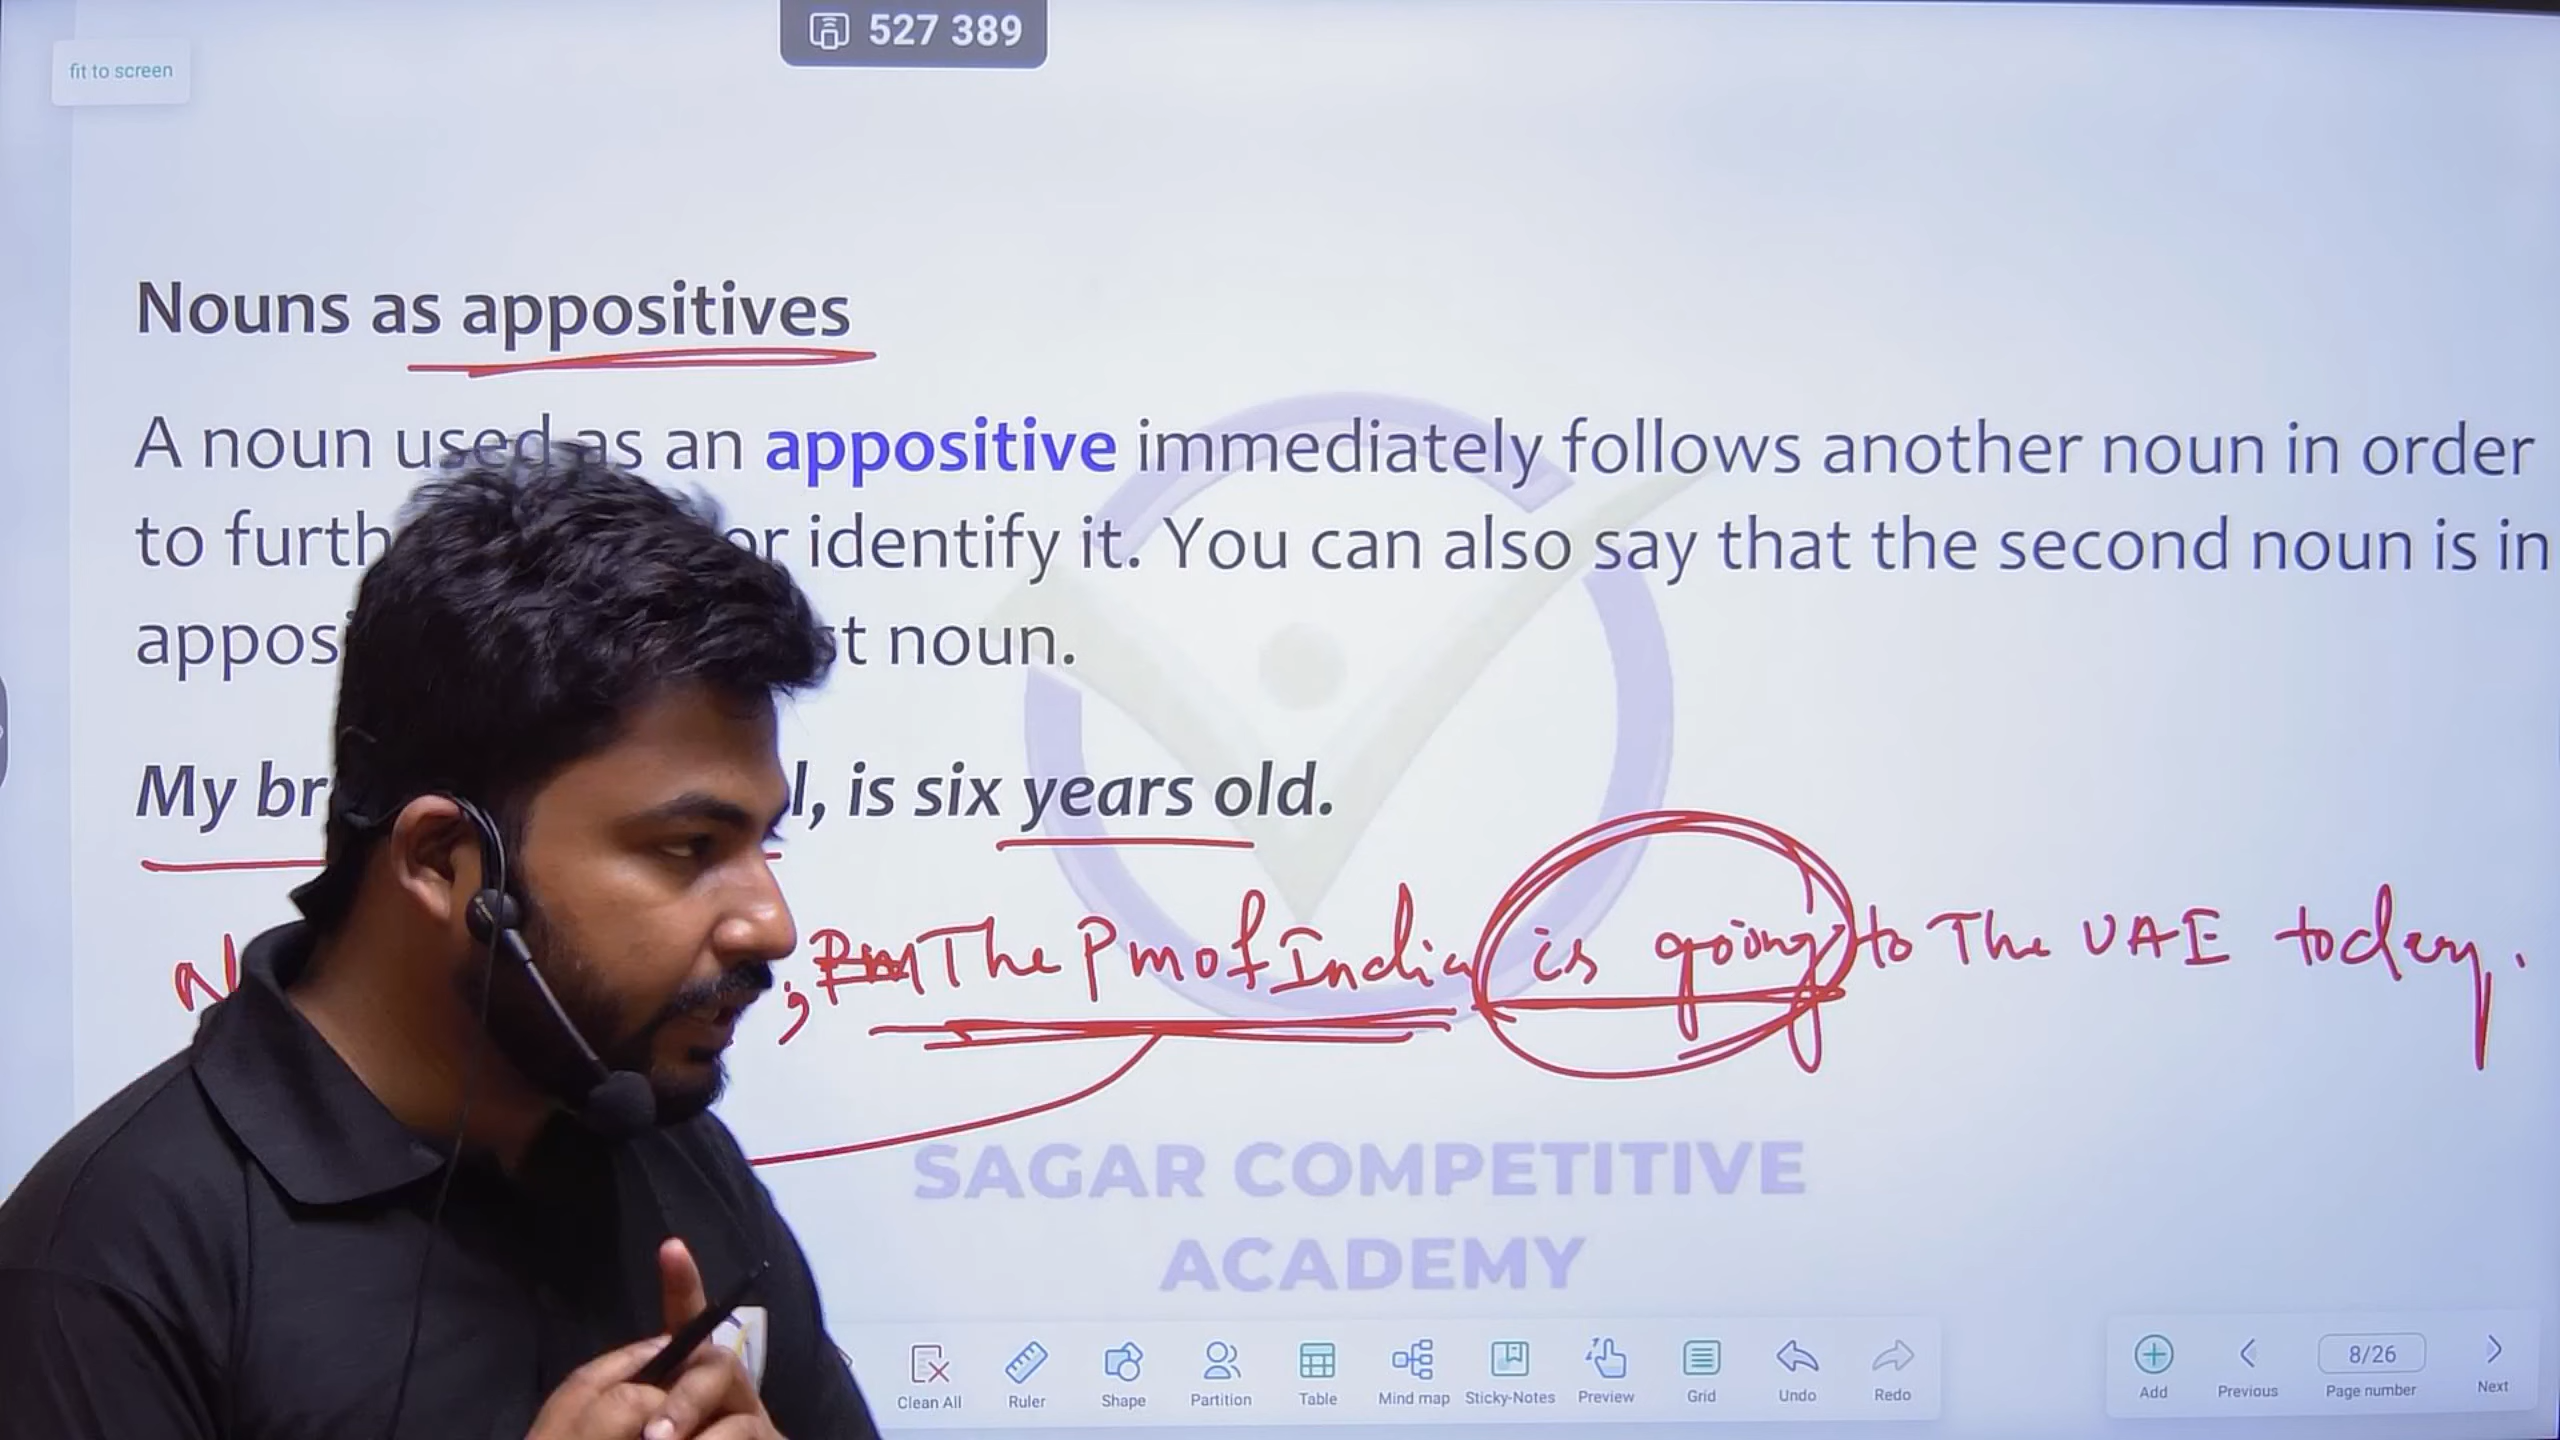 527 389
fit to screen
Nouns as appositives
A noun used as an appositive immediately follows another noun in order
to or identify it. You can also say that the second noun is in
noun.
My is six years old.
, The PM of India is going to The UAE today.
SAGAR COMPETITIVE
ACADEMY
Clean All Ruler Shape Partition Table Mind map Sticky-Notes Preview Grid Undo Redo Add Previous 8/26 Page number Next